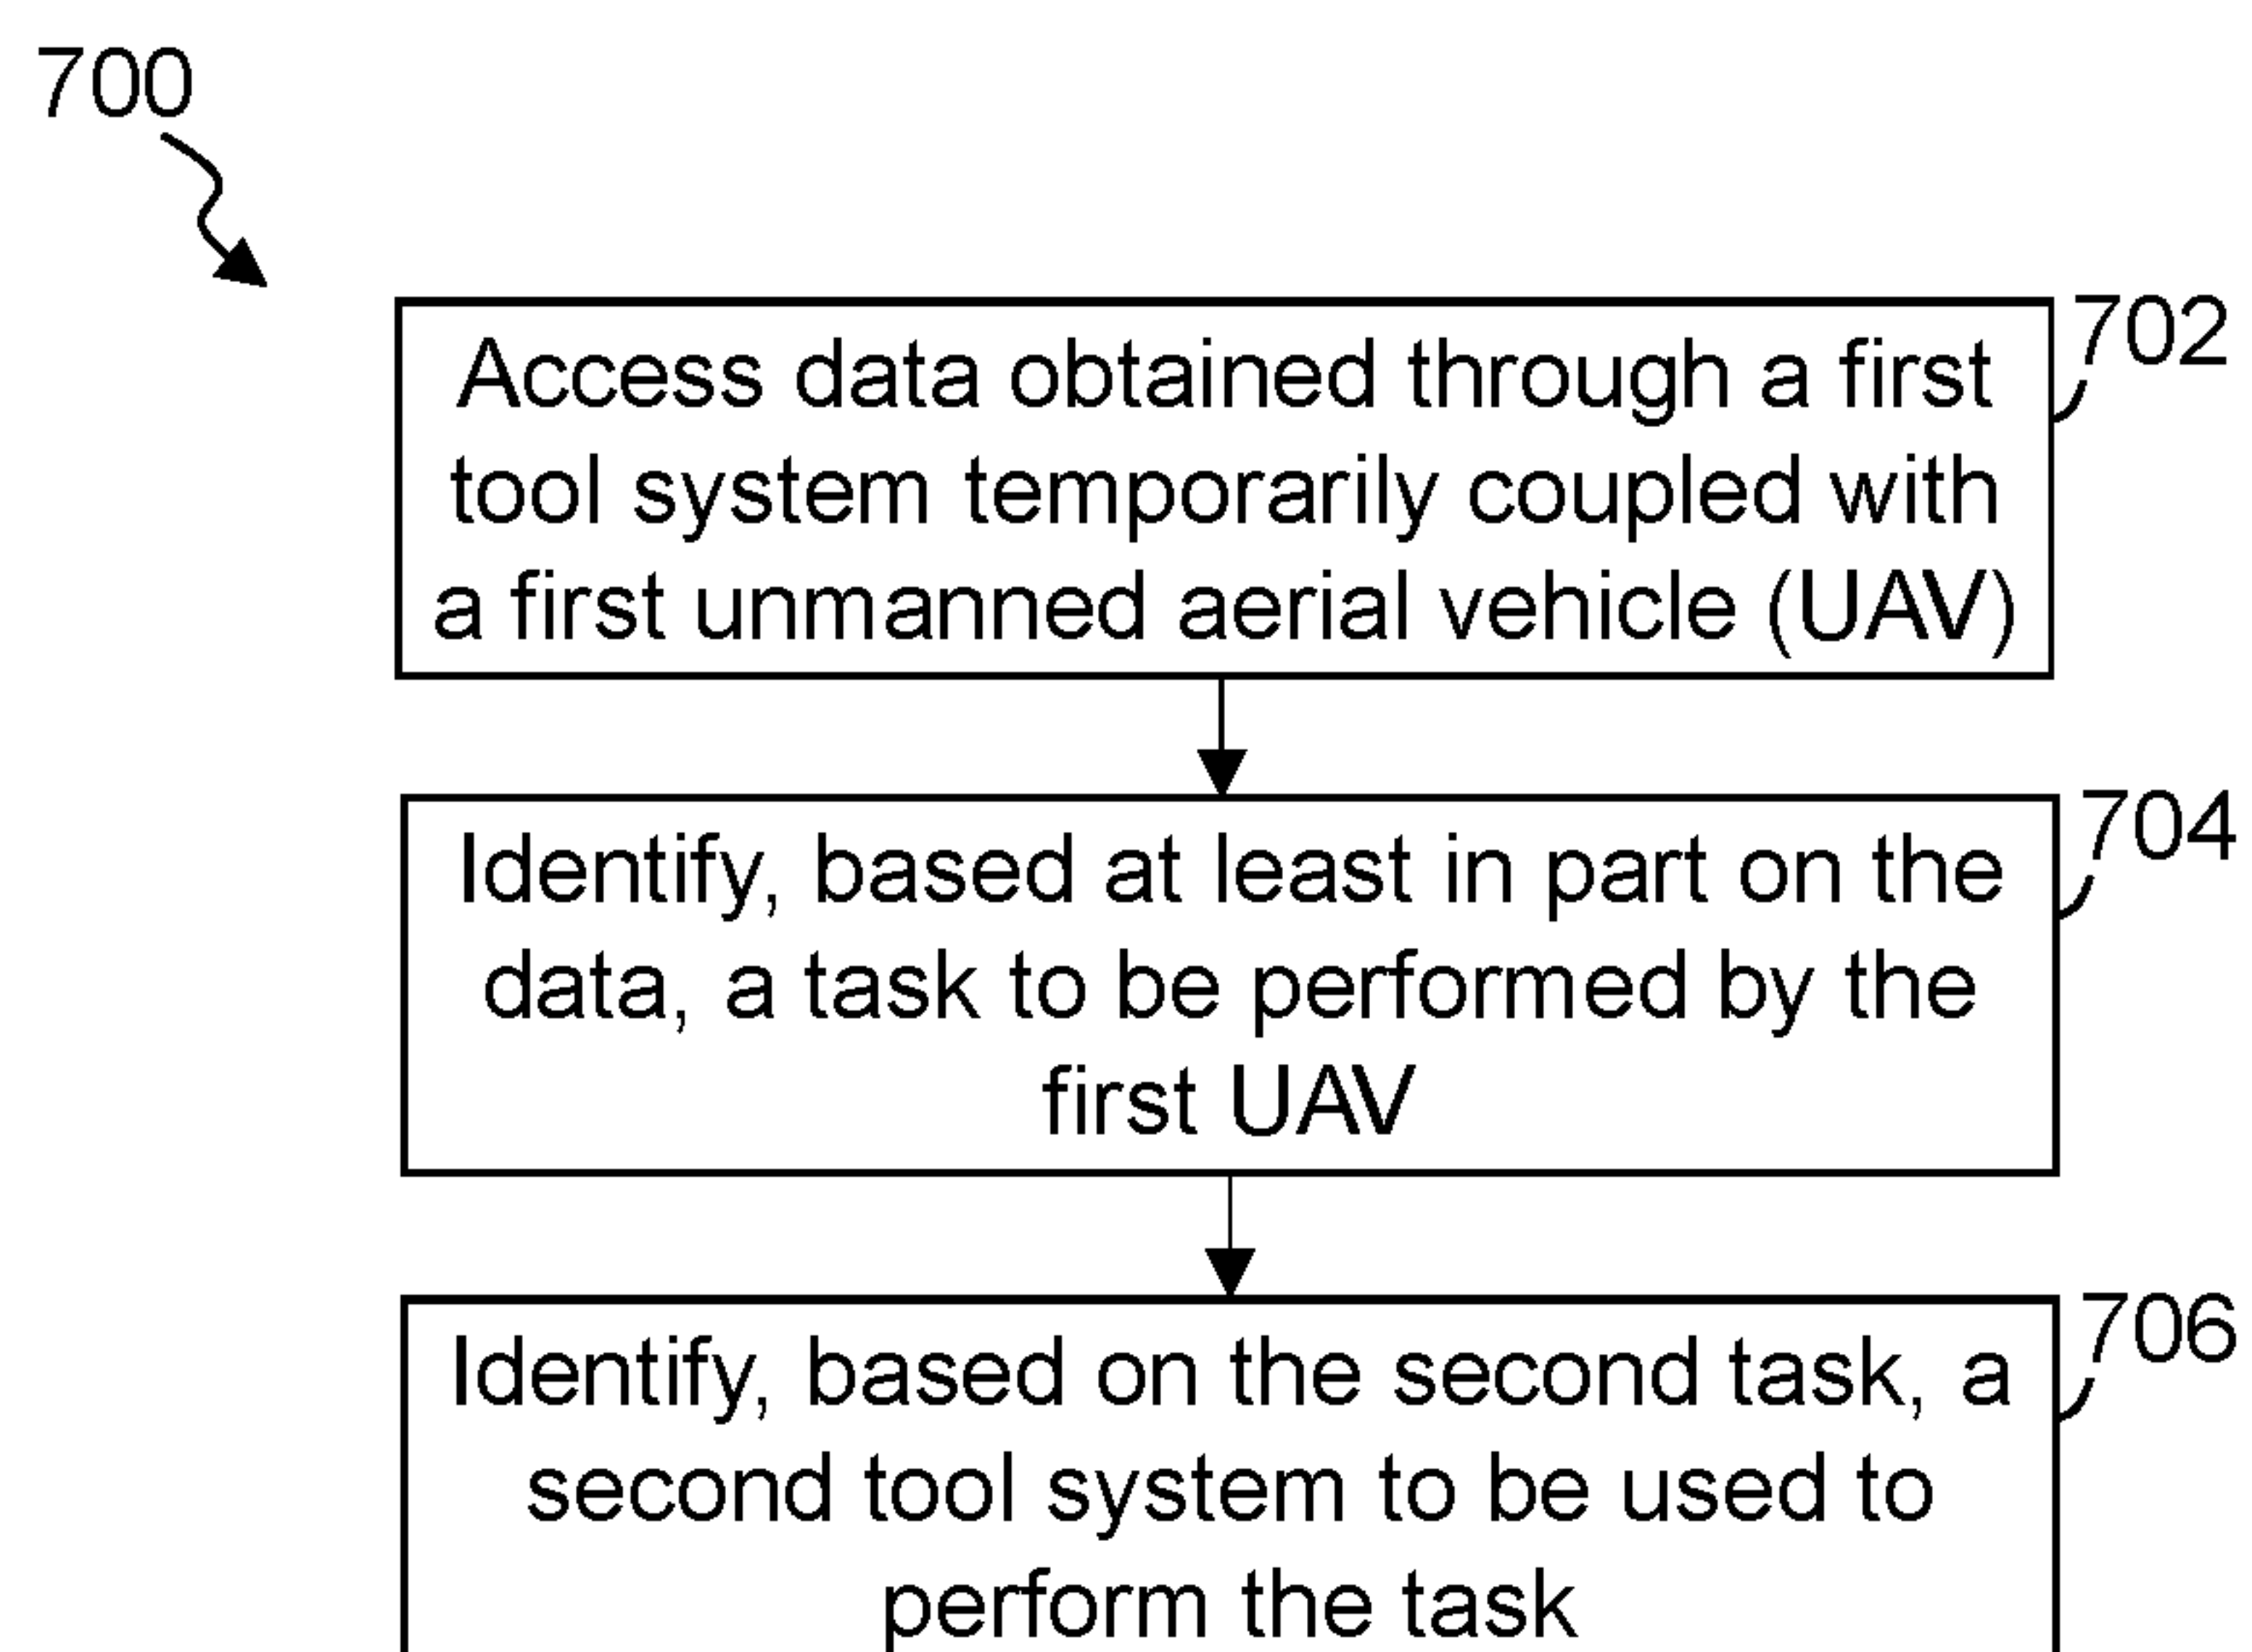 700
702
Access data obtained through a first
tool system temporarily coupled with
a first unmanned aerial vehicle (UAV)
704
Identify, based at least in part on the
data, a task to be performed by the
first UAV
706
Identify, based on the second task, a
second tool system to be used to
perform the task